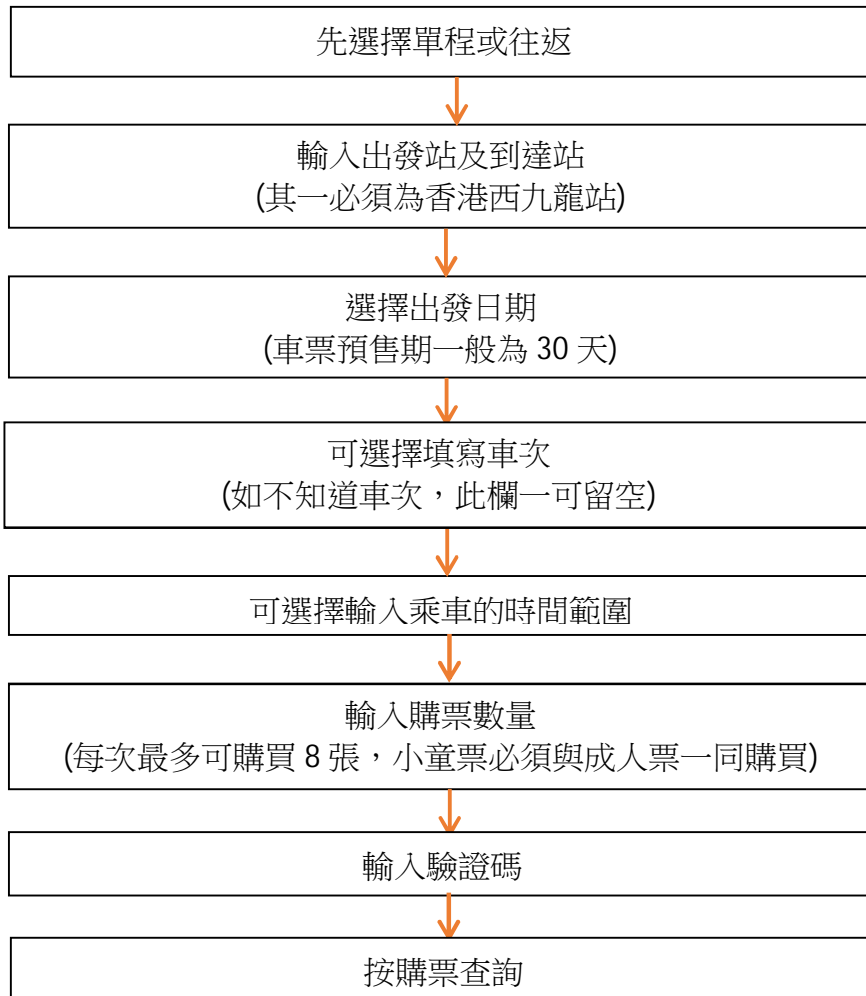 先選擇單程或往返
輸入出發站及到達站
(其一必須為香港西九龍站)
選擇出發日期
(車票預售期一般為 30 天)
可選擇填寫車次
(如不知道車次，此欄一可留空)
可選擇輸入乘車的時間範圍
輸入購票數量
(每次最多可購買 8 張，小童票必須與成人票一同購買)
輸入驗證碼
按購票查詢